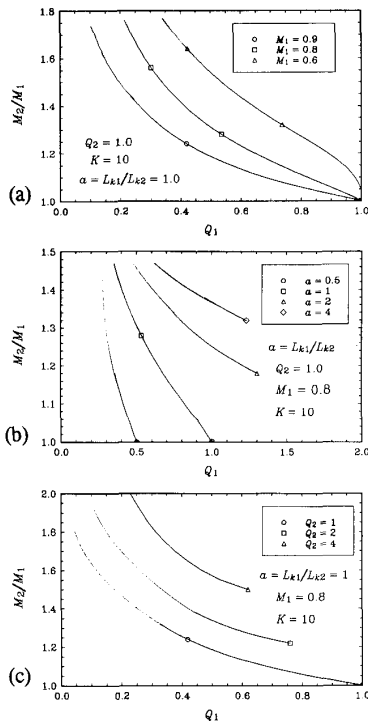 M₁ = 0.9
M₁ = 0.8
M₁ = 0.6
1.8
1.6
1.4
1.2
1.0
M₂/M₁
Q₂ = 1.0
K = 10
a = Lk1/Lk2 = 1.0
(a)
0.0 0.2 0.4 0.6 0.8 1.0
Q₁
1.5
1.4
1.3
1.2
1.1
1.0
M₂/M₁
a = 0.5
a = 1
a = 2
a = 4
a = Lk1/Lk2
Q₂ = 1.0
M₁ = 0.8
K = 10
(b)
0.0 0.5 1.0 1.5 2.0
Q₁
2.0
1.8
1.6
1.4
1.2
1.0
M₂/M₁
Q₂ = 1
Q₂ = 2
Q₂ = 4
a = Lk1/Lk2 = 1
M₁ = 0.8
K = 10
(c)
0.0 0.2 0.4 0.6 0.8 1.0
Q₁